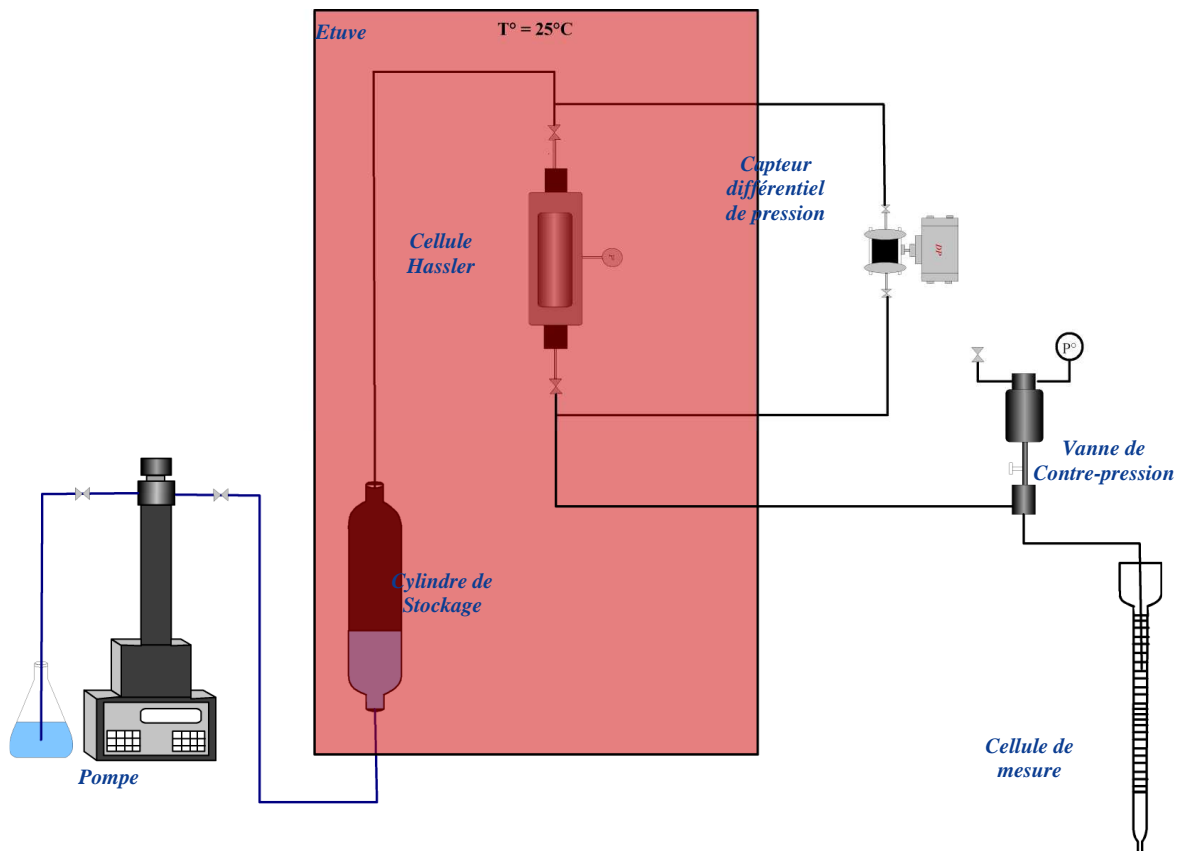 Etuve
T° = 25°C
Capteur
différentiel
de pression
Cellule
Hassler
P
DP
P°
Vanne de
Contre-pression
Cylindre de
Stockage
Cellule de
mesure
Pompe